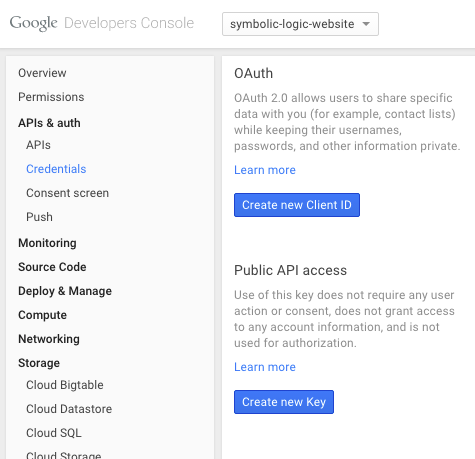 Google Developers Console
symbolic-logic-website
Overview
Permissions
APIs & auth
APIs
Credentials
Consent screen
Push
Monitoring
Source Code
Deploy & Manage
Compute
Networking
Storage
Cloud Bigtable
Cloud Datastore
Cloud SQL
Cloud Storage
OAuth
OAuth 2.0 allows users to share specific
data with you (for example, contact lists)
while keeping their usernames,
passwords, and other information private.
Learn more
Create new Client ID
Public API access
Use of this key does not require any user
action or consent, does not grant access
to any account information, and is not
used for authorization.
Learn more
Create new Key